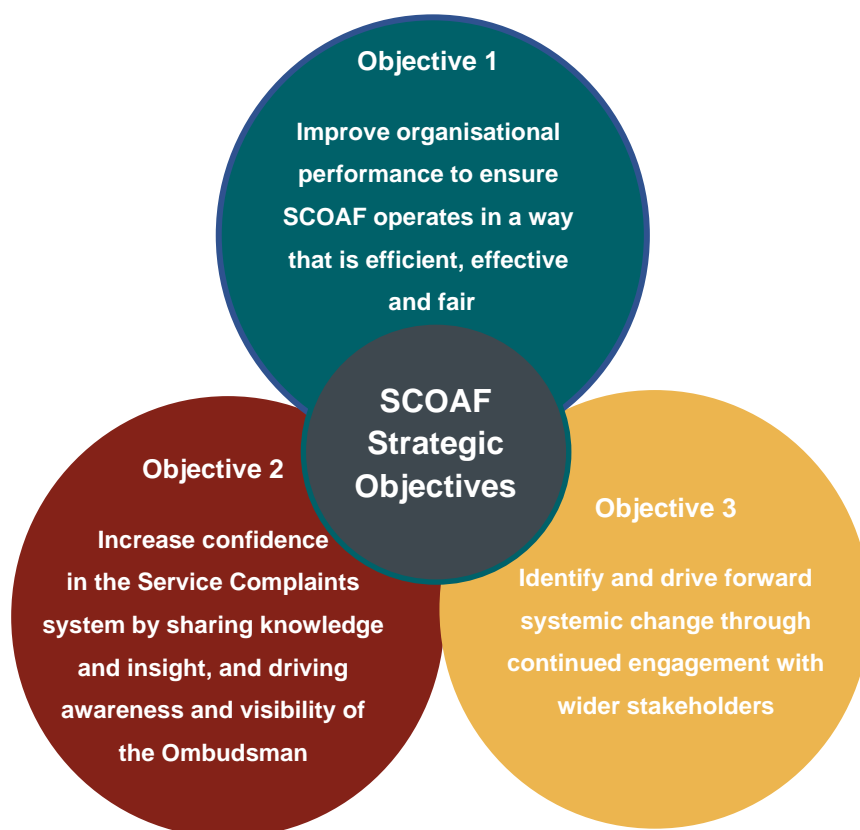 Objective 1
Improve organisational
performance to ensure
SCOAF operates in a way
that is efficient, effective
and fair
SCOAF
Strategic
Objectives
Objective 2
Increase confidence
in the Service Complaints
system by sharing knowledge
and insight, and driving
awareness and visibility of
the Ombudsman
Objective 3
Identify and drive forward
systemic change through
continued engagement with
wider stakeholders